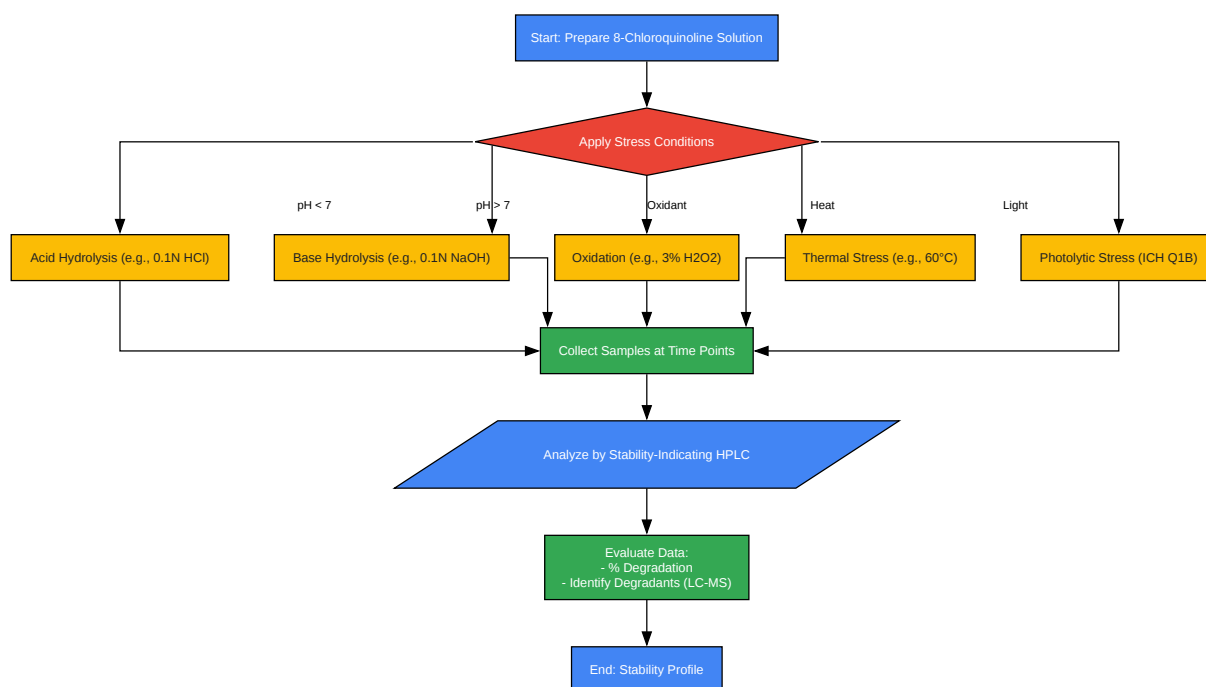 Start: Prepare 8-Chloroquinoline Solution
Apply Stress Conditions
pH < 7
pH > 7
Oxidant
Heat
Light
Acid Hydrolysis (e.g., 0.1N HCl)
Base Hydrolysis (e.g., 0.1N NaOH)
Oxidation (e.g., 3% H2O2)
Thermal Stress (e.g., 60°C)
Photolytic Stress (ICH Q1B)
Collect Samples at Time Points
Analyze by Stability-Indicating HPLC
Evaluate Data:
- % Degradation
- Identify Degradants (LC-MS)
End: Stability Profile